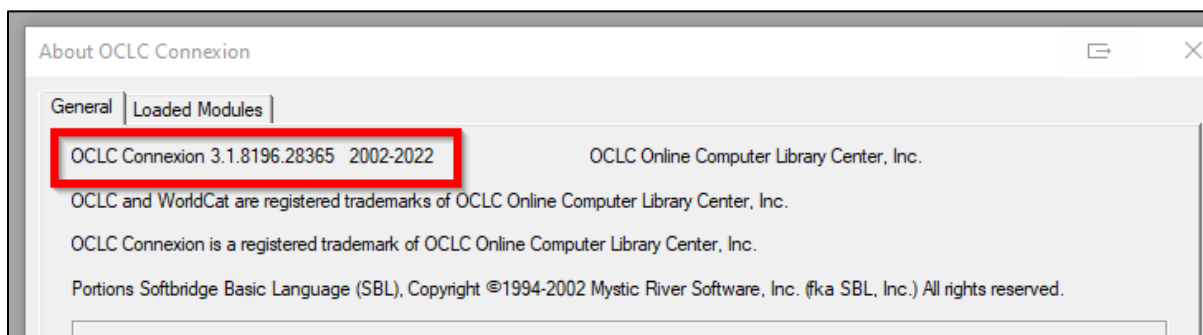 About OCLC Connexion
General Loaded Modules
OCLC Connexion 3.1.8196.28365 2002-2022 OCLC Online Computer Library Center, Inc.
OCLC and WorldCat are registered trademarks of OCLC Online Computer Library Center, Inc.
OCLC Connexion is a registered trademark of OCLC Online Computer Library Center, Inc.
Portions Softbridge Basic Language (SBL), Copyright ©1994-2002 Mystic River Software, Inc. (fka SBL, Inc.) All rights reserved.